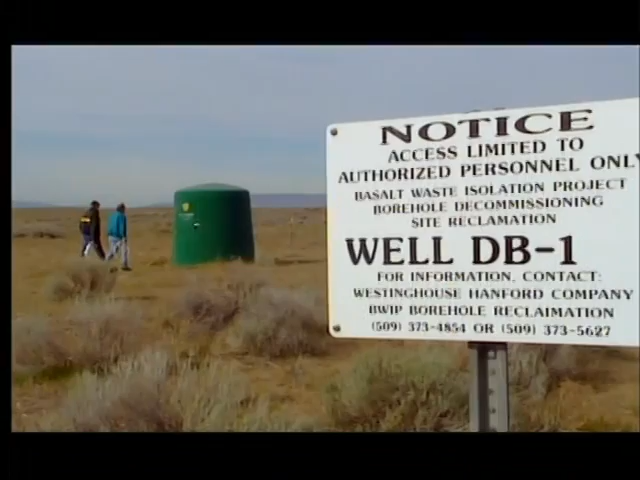 NOTICE
ACCESS LIMITED TO
AUTHORIZED PERSONNEL ONLY
BASALT WASTE ISOLATION PROJECT
BOREHOLE DECOMMISSIONING
SITE RECLAMATION
WELL DB-1
FOR INFORMATION, CONTACT:
WESTINGHOUSE HANFORD COMPANY
BWIP BOREHOLE RECLAIMATION
(509) 373-4854 OR (509) 373-5627